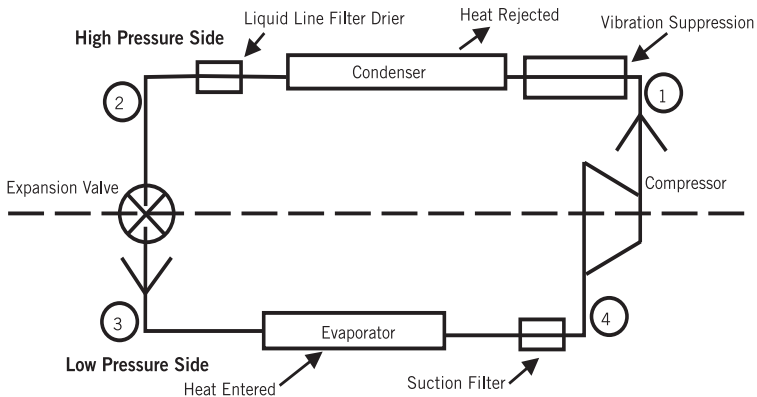 Liquid Line Filter Drier
Heat Rejected
Vibration Suppression
High Pressure Side
Condenser
2
1
Expansion Valve
Compressor
3
Evaporator
4
Low Pressure Side
Heat Entered
Suction Filter